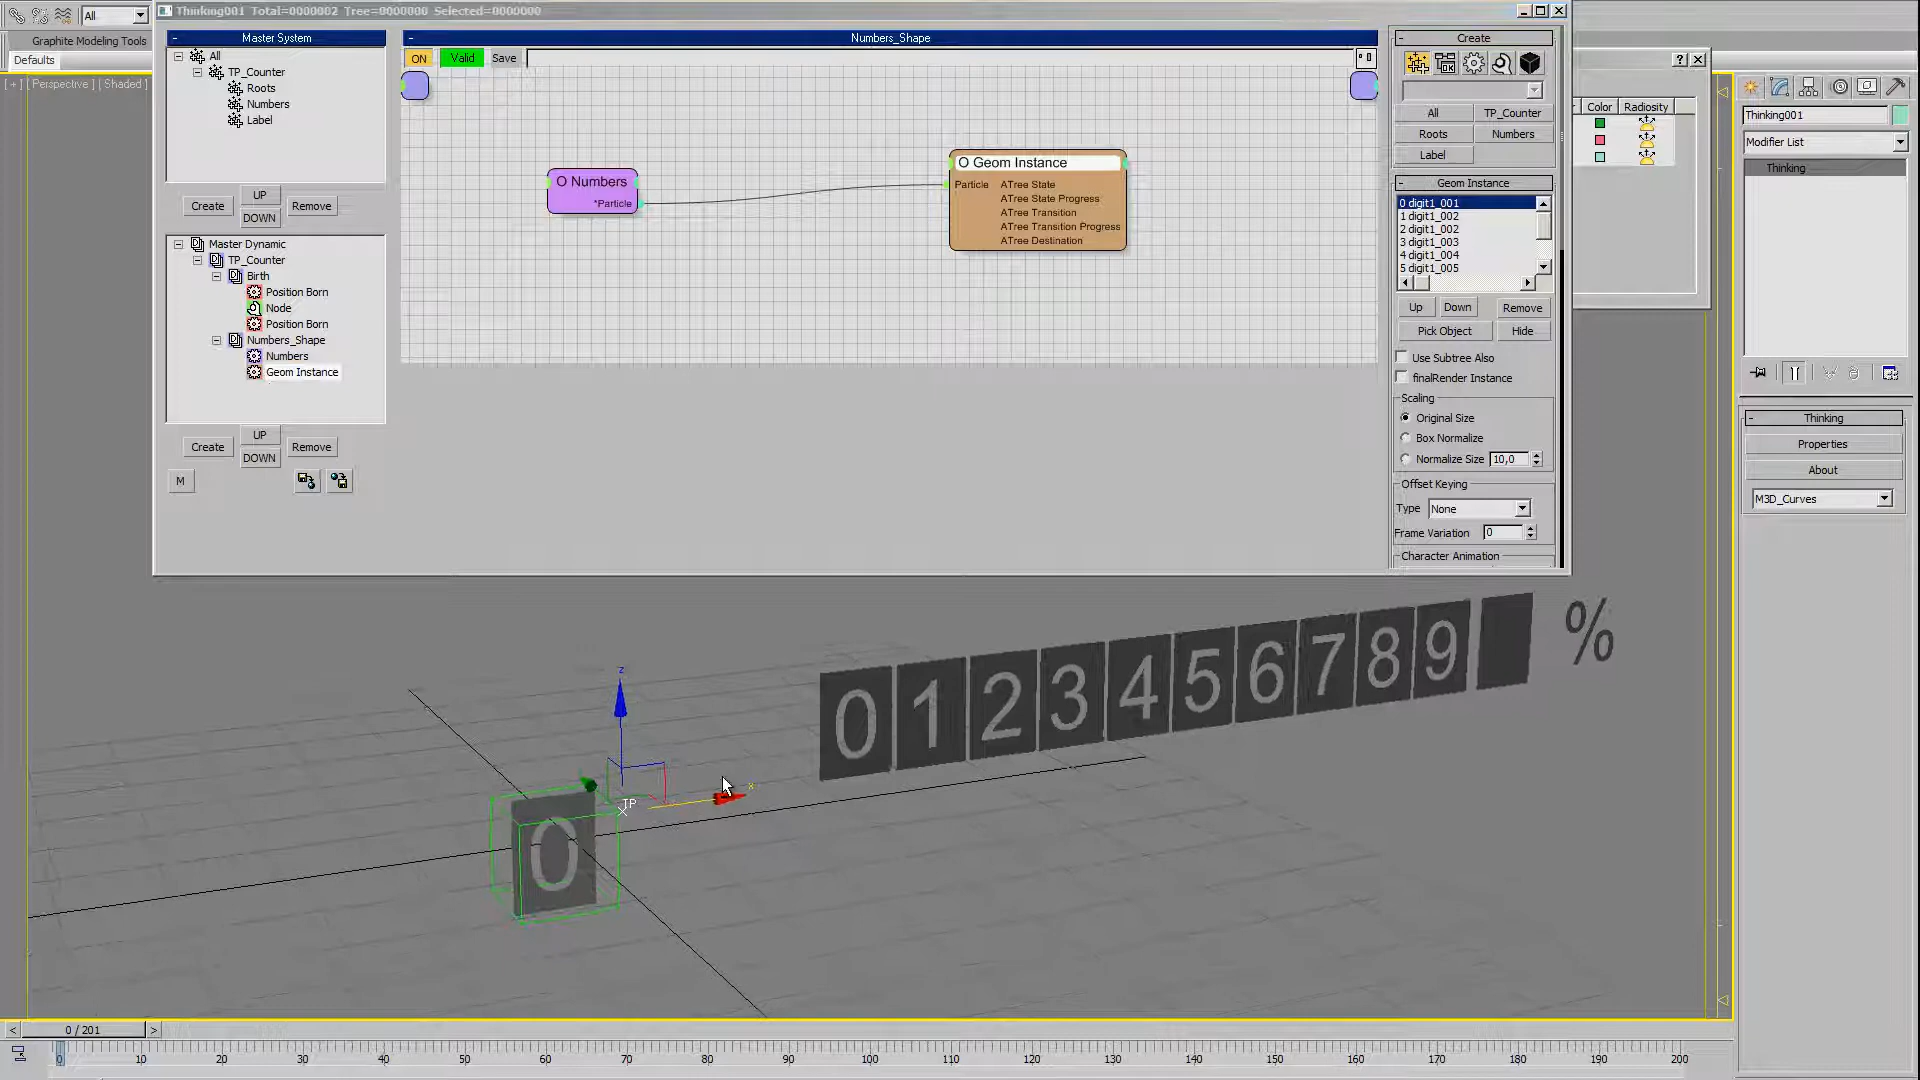 All
Thinking001 Total=0000002 Tree=0000000 Selected=0000000
Graphite Modeling Tools
Defaults
[ + ] [ Perspective ] [ Shaded ]
Master System
All
TP_Counter
Roots
Numbers
Label
Create
UP
DOWN
Remove
Master Dynamic
TP_Counter
Birth
Position Born
Node
Position Born
Numbers_Shape
Numbers
Geom Instance
Create
UP
DOWN
Remove
M
Numbers_Shape
ON
Valid
Save
O Numbers
*Particle
O Geom Instance
Particle
ATree State
ATree State Progress
ATree Transition
ATree Transition Progress
ATree Destination
Create
All
TP_Counter
Roots
Numbers
Label
Geom Instance
0 digit1_001
1 digit1_002
2 digit1_002
3 digit1_003
4 digit1_004
5 digit1_005
Up
Down
Remove
Pick Object
Hide
Use Subtree Also
finalRender Instance
Scaling
Original Size
Box Normalize
Normalize Size 10,0
Offset Keying
Type None
Frame Variation 0
Character Animation
Color
Radiosity
Thinking001
Modifier List
Thinking
Thinking
Properties
About
M3D_Curves
0 1 2 3 4 5 6 7 8 9 %
z
x
TP
0
< 0 / 201 >
0 10 20 30 40 50 60 70 80 90 100 110 120 130 140 150 160 170 180 190 200